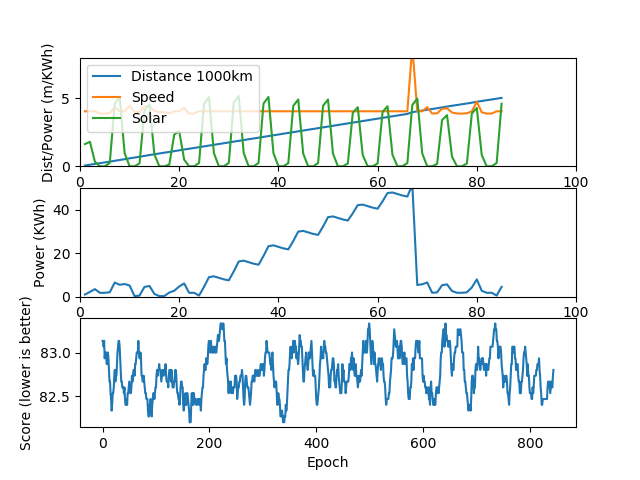 Dist/Power (m/KWh)
5
0
Distance 1000km
Speed
Solar
0 20 40 60 80 100
Power (KWh)
40
20
0
0 20 40 60 80 100
Score (lower is better)
83.0
82.5
0 200 400 600 800
Epoch